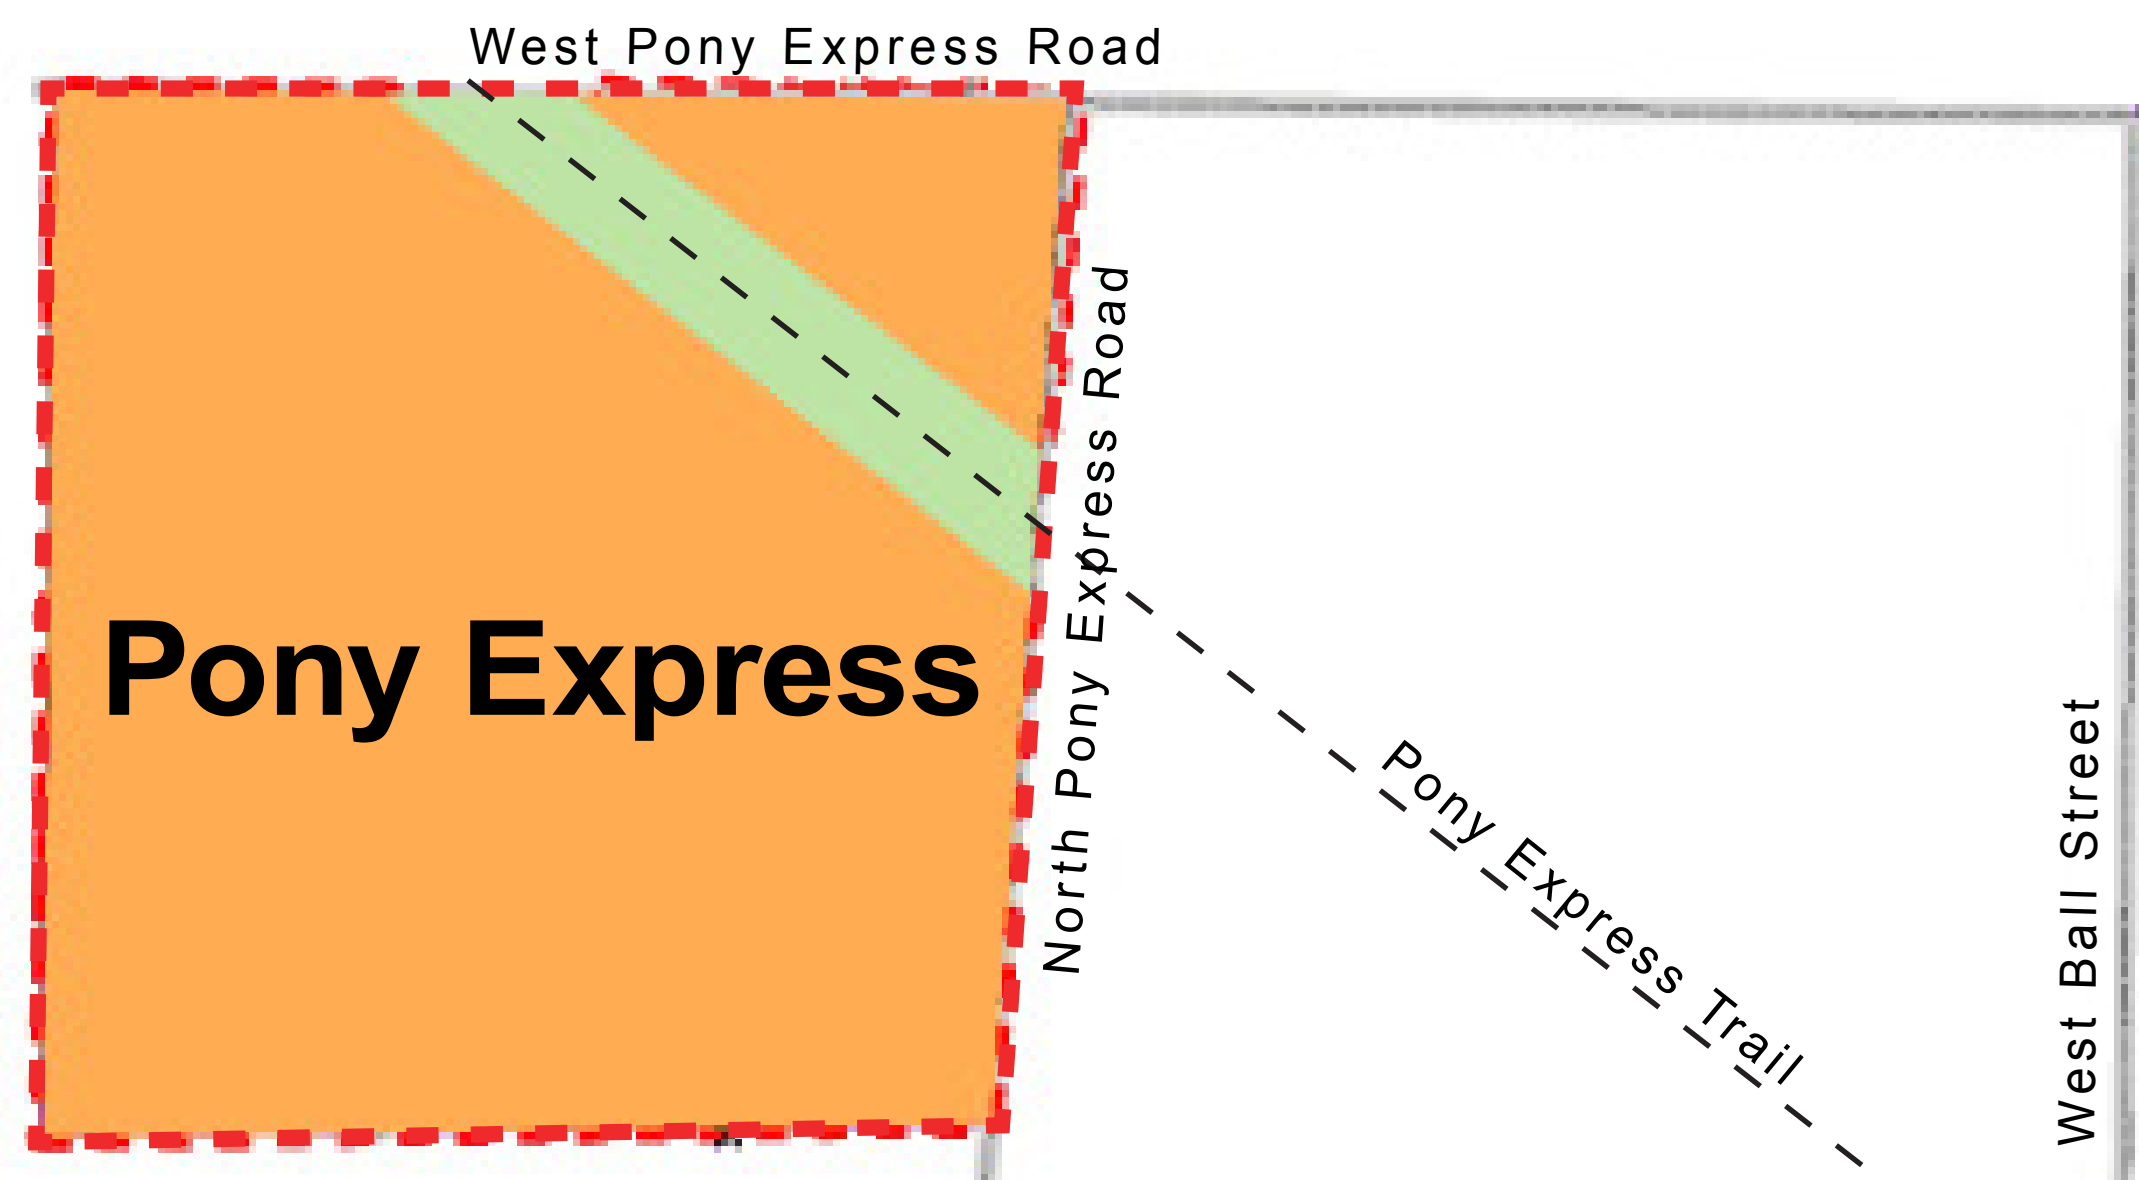 West Pony Express Road
North Pony Express Road
Pony Express
Pony Express Trail
West Ball Street